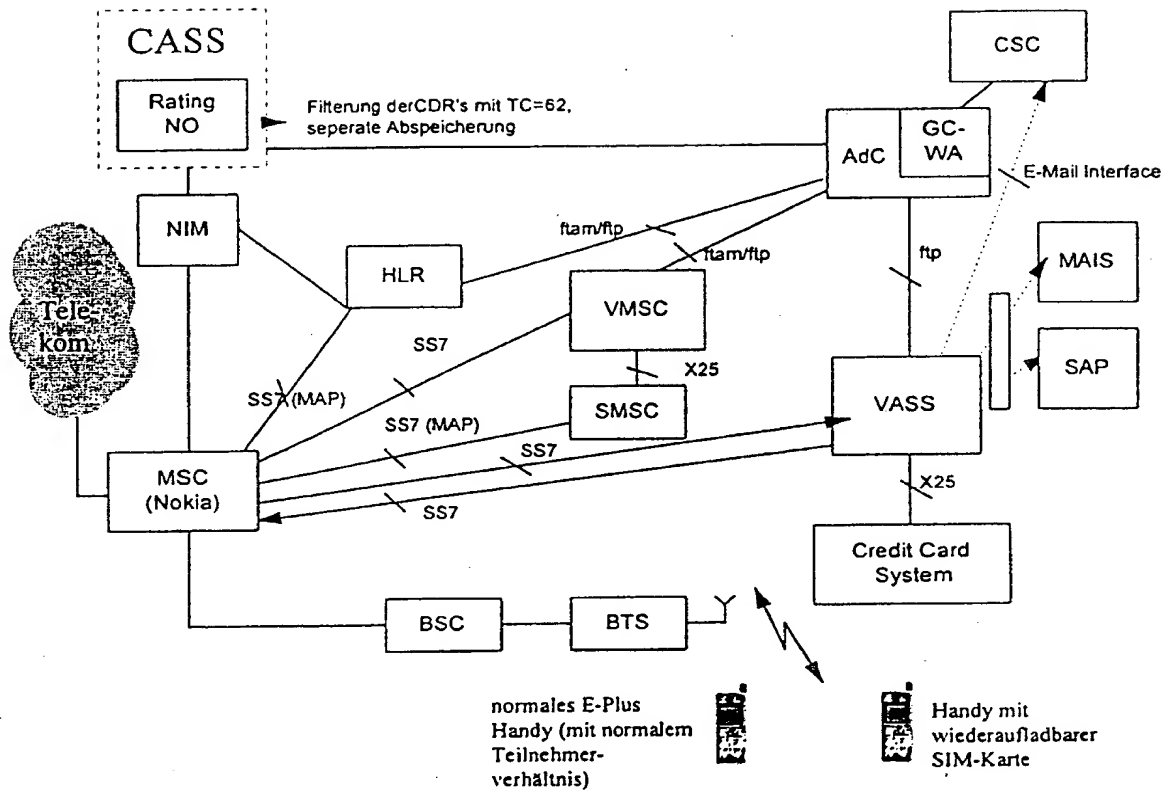 CASS
CSC
Rating
NO
Filterung derCDR's mit TC=62,
seperate Abspeicherung
AdC
GC-
WA
E-Mail Interface
NIM
ftam/ftp
HLR
ftam/ftp
ftp
MAIS
Tele-
kom
VMSC
SS7
X25
SAP
SS7 (MAP)
SMSC
VASS
SS7 (MAP)
SS7
MSC
(Nokia)
SS7
X25
Credit Card
System
BSC
BTS
normales E-Plus
Handy (mit normalem
Teilnehmer-
verhältnis)
Handy mit
wiederaufladbarer
SIM-Karte